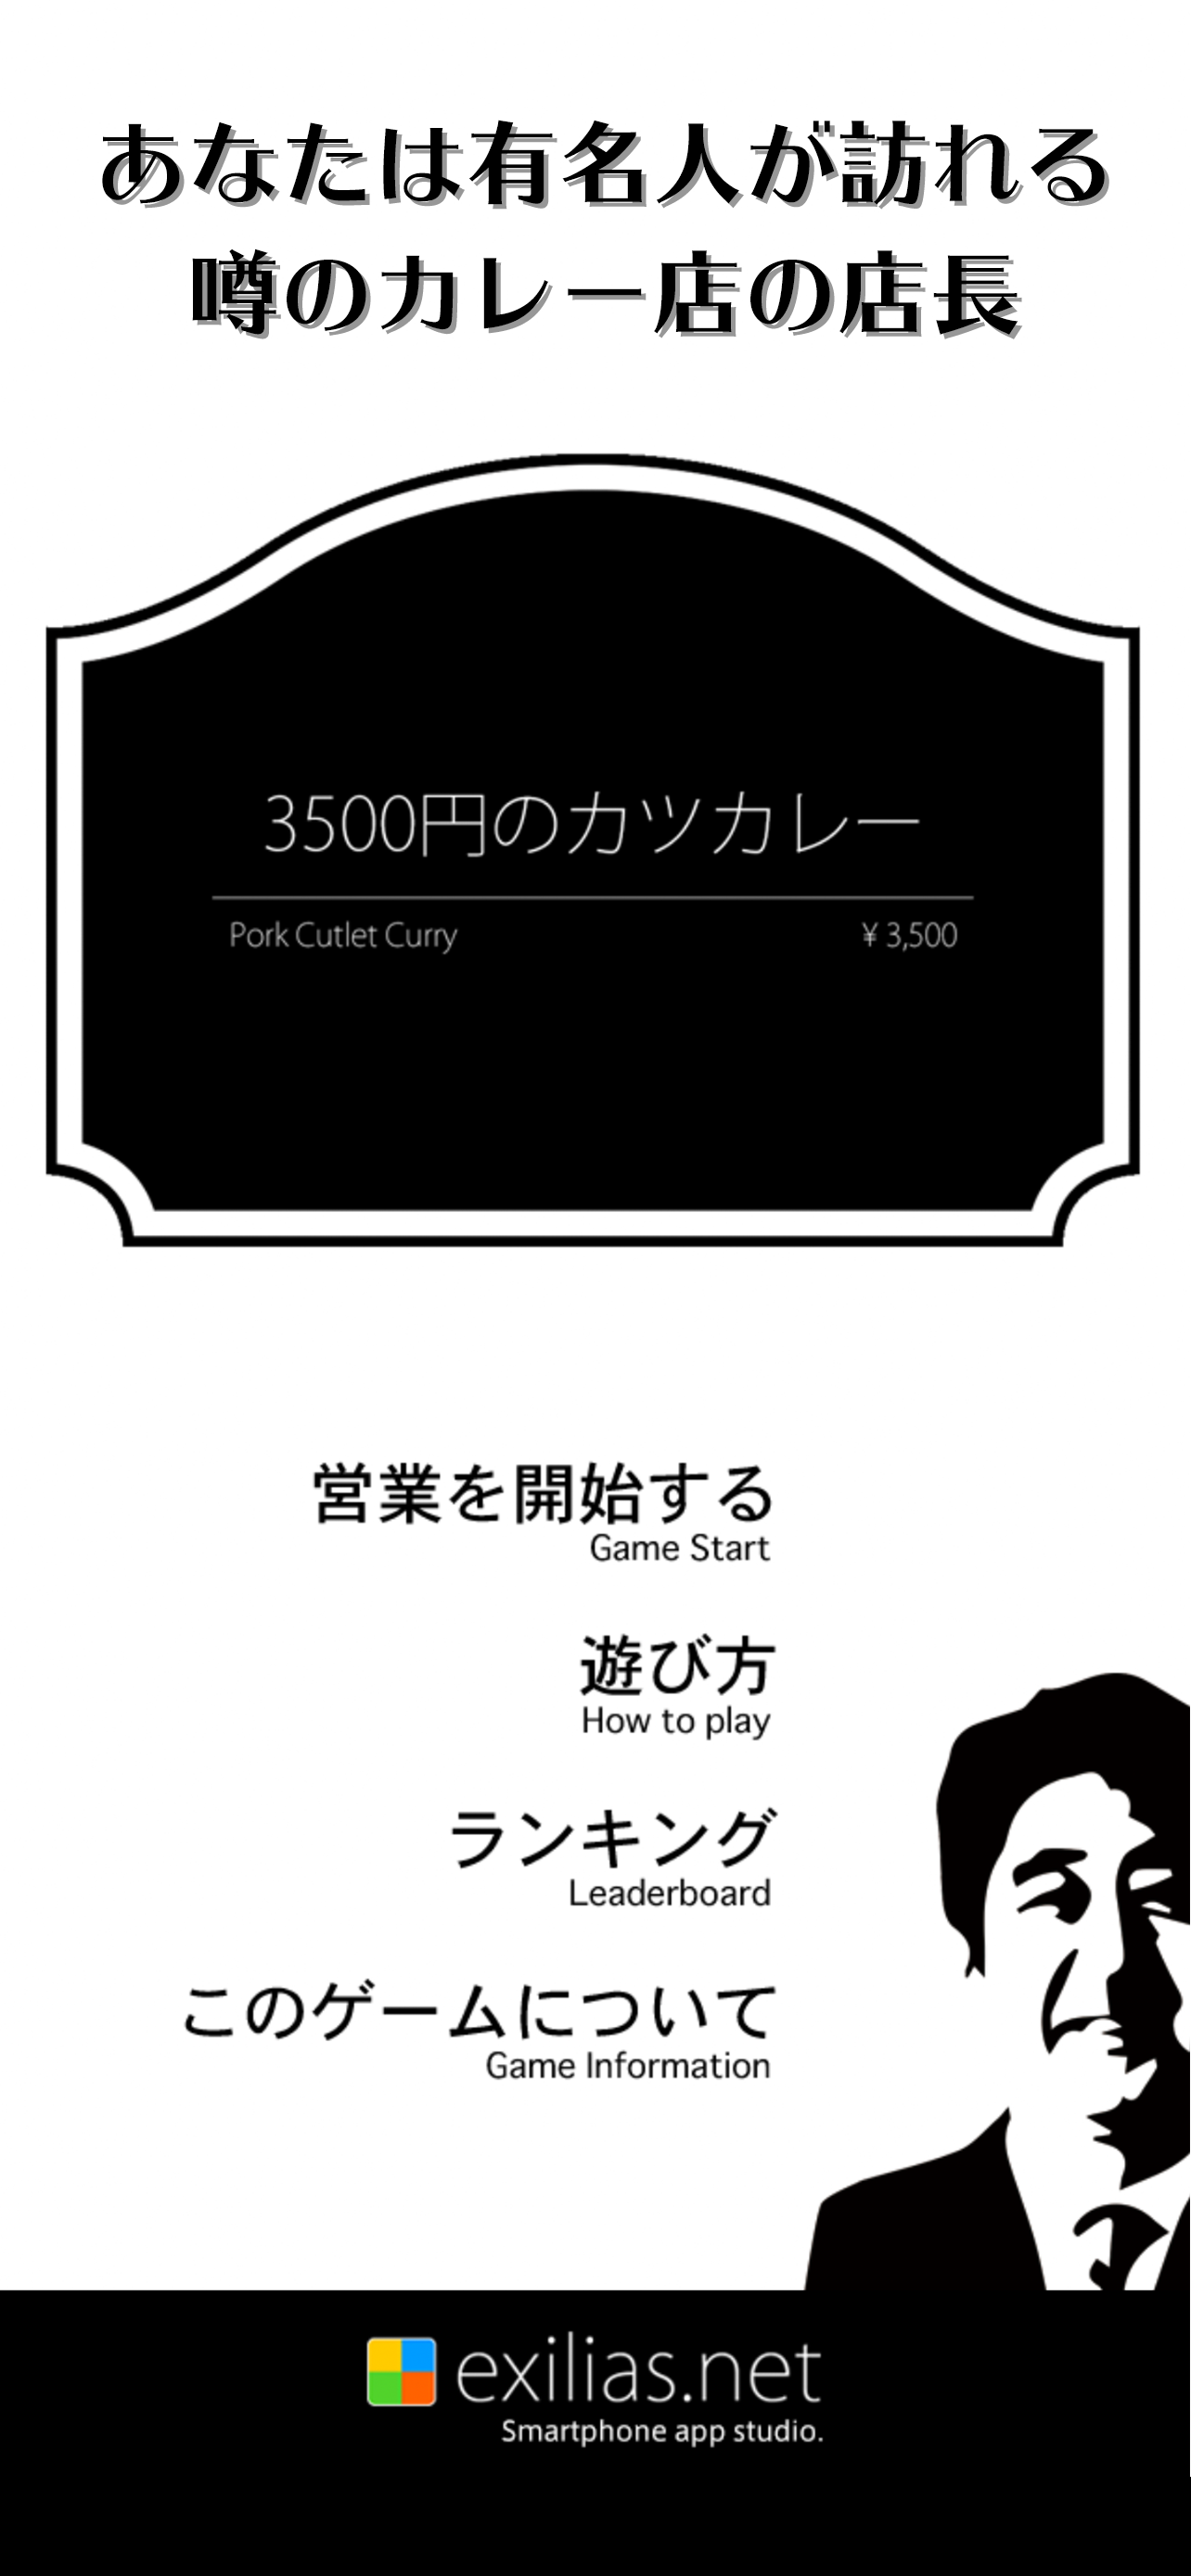 あなたは有名人が訪れる
噂のカレー店の店長
3500円のカツカレー
Pork Cutlet Curry ¥ 3,500
営業を開始する
Game Start
遊び方
How to play
ランキング
Leaderboard
このゲームについて
Game Information
exilias.net
Smartphone app studio.